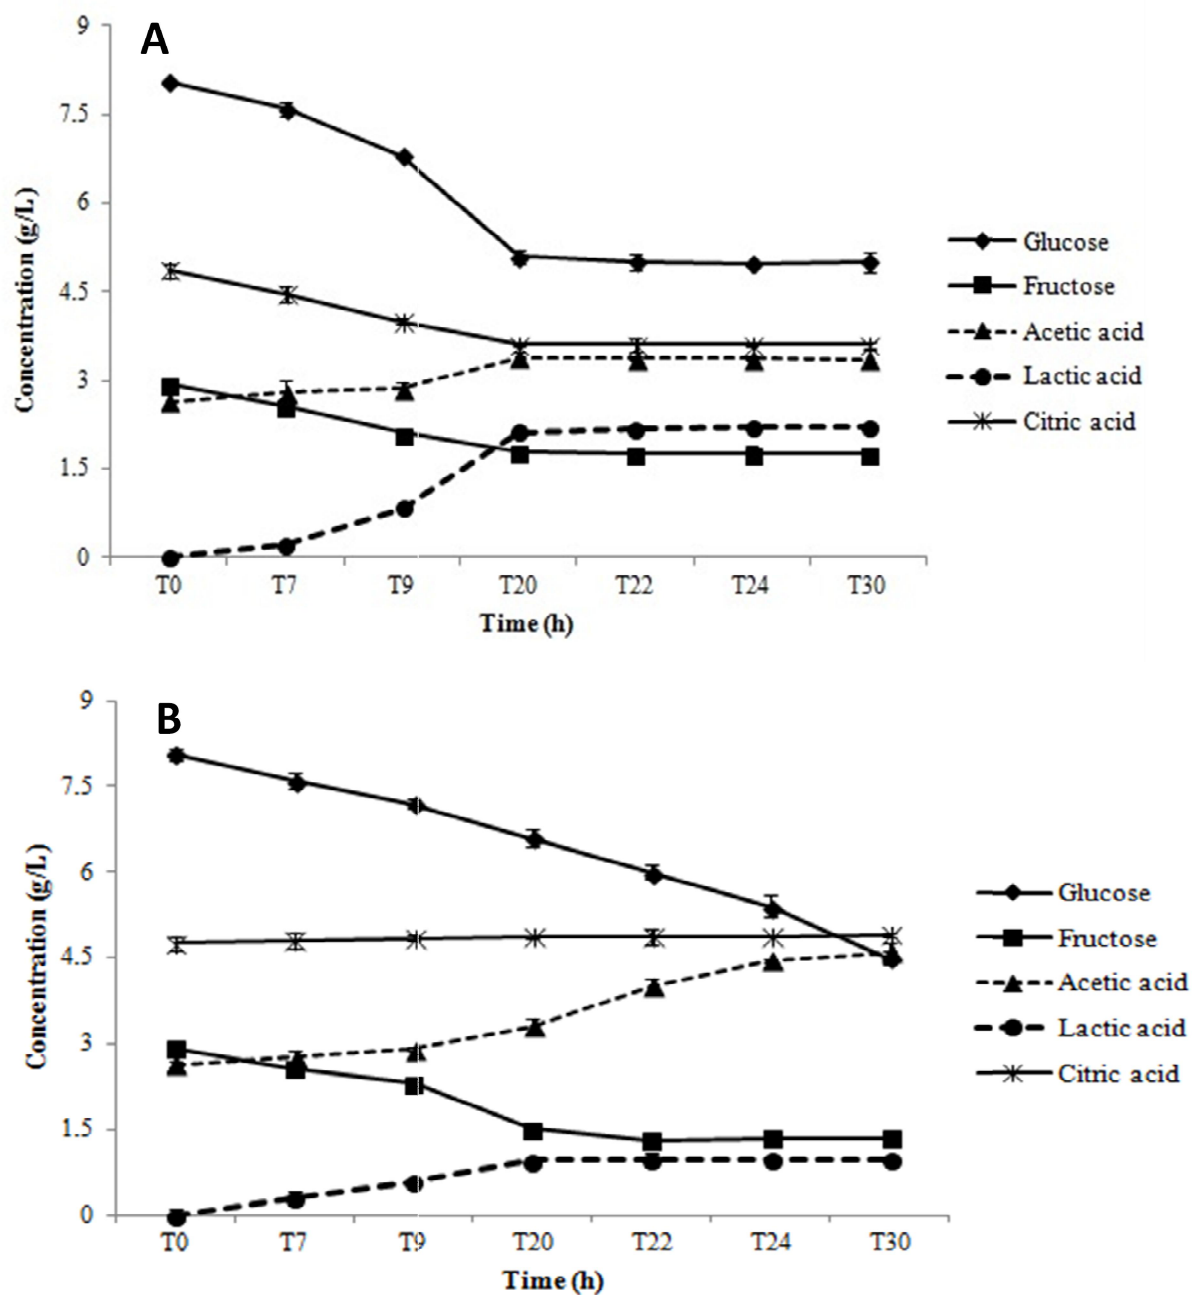 A
9
7.5
6
4.5
3
1.5
0
Concentration (g/L)
T0 T7 T9 T20 T22 T24 T30
Time (h)
Glucose
Fructose
Acetic acid
Lactic acid
Citric acid
B
9
7.5
6
4.5
3
1.5
0
Concentration (g/L)
T0 T7 T9 T20 T22 T24 T30
Time (h)
Glucose
Fructose
Acetic acid
Lactic acid
Citric acid